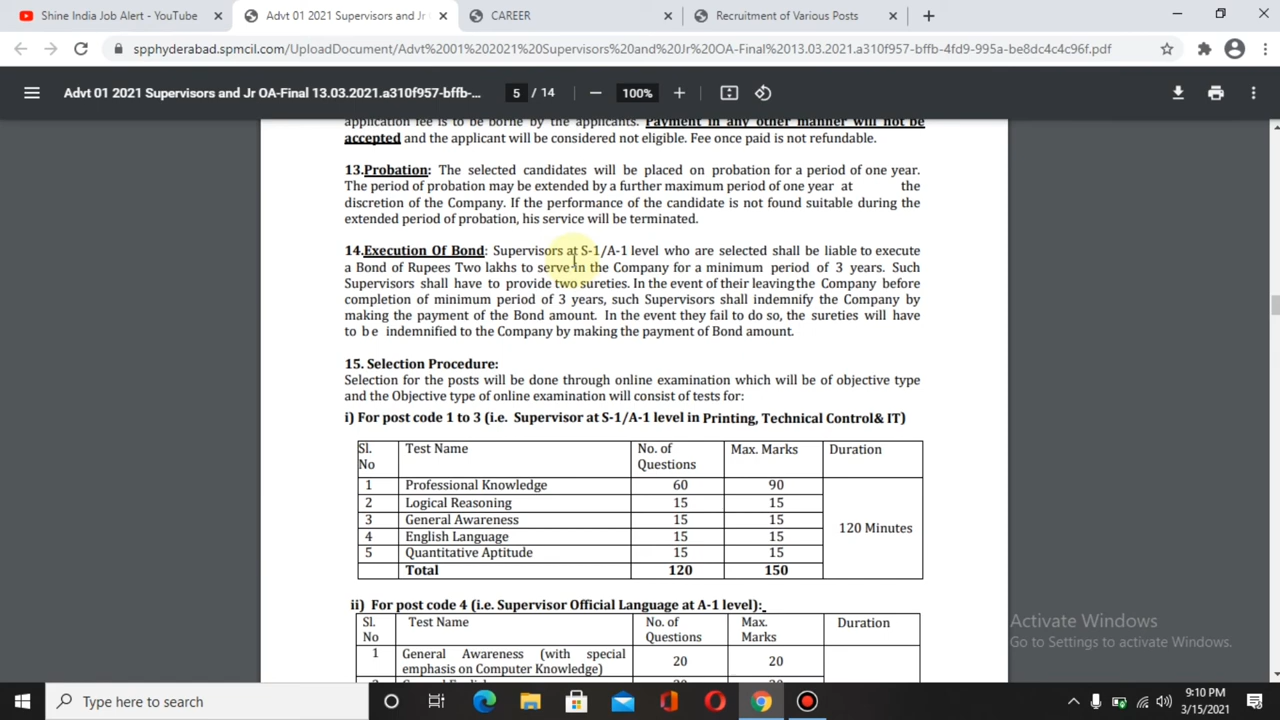 Shine India Job Alert - YouTube
Advt 01 2021 Supervisors and Jr O
CAREER
Recruitment of Various Posts
spphyderabad.spmcil.com/UploadDocument/Advt%2001%202021%20Supervisors%20and%20Jr%20OA-Final%2013.03.2021.a310f957-bffb-4fd9-995a-be8dc4c4c96f.pdf
Advt 01 2021 Supervisors and Jr OA-Final 13.03.2021.a310f957-bffb-...
5 / 14
100%
application fee is to be borne by the applicants. Payment in any other manner will not be
accepted and the applicant will be considered not eligible. Fee once paid is not refundable.
13.Probation: The selected candidates will be placed on probation for a period of one year.
The period of probation may be extended by a further maximum period of one year at the
discretion of the Company. If the performance of the candidate is not found suitable during the
extended period of probation, his service will be terminated.
14.Execution Of Bond: Supervisors at S-1/A-1 level who are selected shall be liable to execute
a Bond of Rupees Two lakhs to serve in the Company for a minimum period of 3 years. Such
Supervisors shall have to provide two sureties. In the event of their leaving the Company before
completion of minimum period of 3 years, such Supervisors shall indemnify the Company by
making the payment of the Bond amount. In the event they fail to do so, the sureties will have
to be indemnified to the Company by making the payment of Bond amount.
15. Selection Procedure:
Selection for the posts will be done through online examination which will be of objective type
and the Objective type of online examination will consist of tests for:
i) For post code 1 to 3 (i.e. Supervisor at S-1/A-1 level in Printing, Technical Control& IT)
Sl. No Test Name No. of Questions Max. Marks Duration
1 Professional Knowledge 60 90
2 Logical Reasoning 15 15
3 General Awareness 15 15
120 Minutes
4 English Language 15 15
5 Quantitative Aptitude 15 15
Total 120 150
ii) For post code 4 (i.e. Supervisor Official Language at A-1 level):
Sl. No Test Name No. of Questions Max. Marks Duration
1 General Awareness (with special
emphasis on Computer Knowledge) 20 20
Activate Windows
Go to Settings to activate Windows.
Type here to search
9:10 PM
3/15/2021